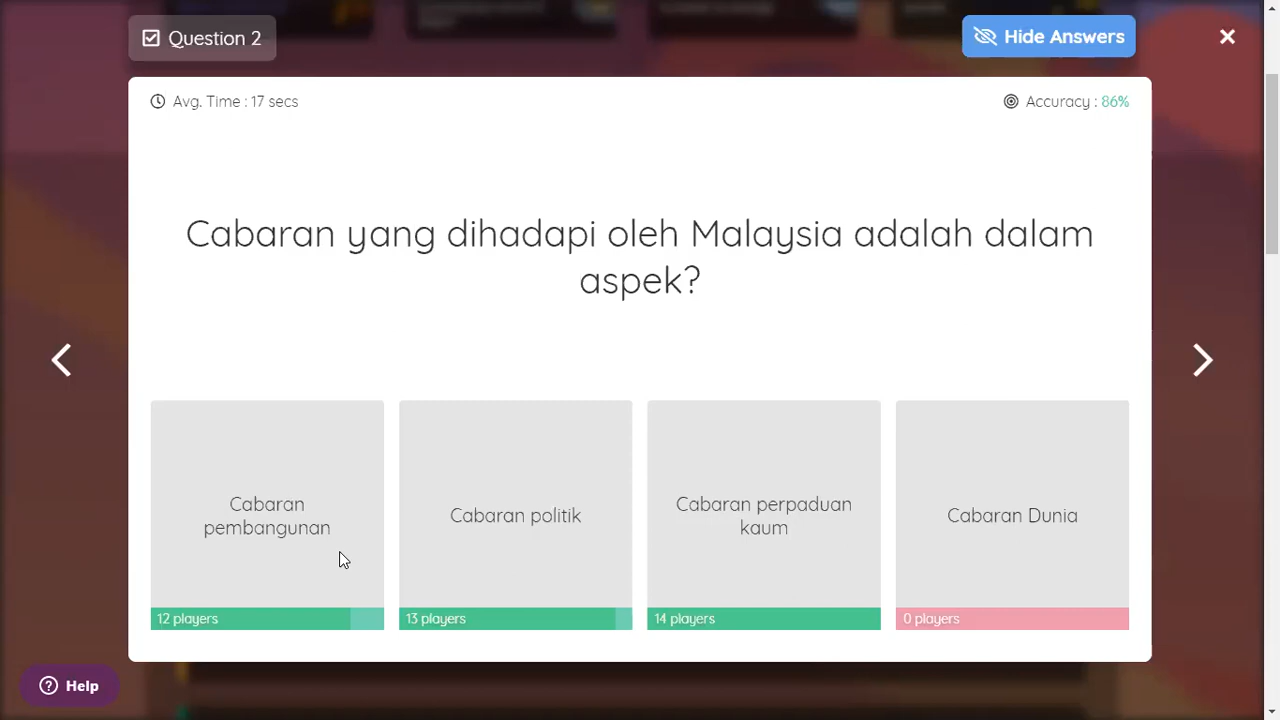 Question 2
Hide Answers
Avg. Time : 17 secs
Accuracy : 86%
Cabaran yang dihadapi oleh Malaysia adalah dalam
aspek?
Cabaran
pembangunan
Cabaran politik
Cabaran perpaduan
kaum
Cabaran Dunia
12 players
13 players
14 players
0 players
Help